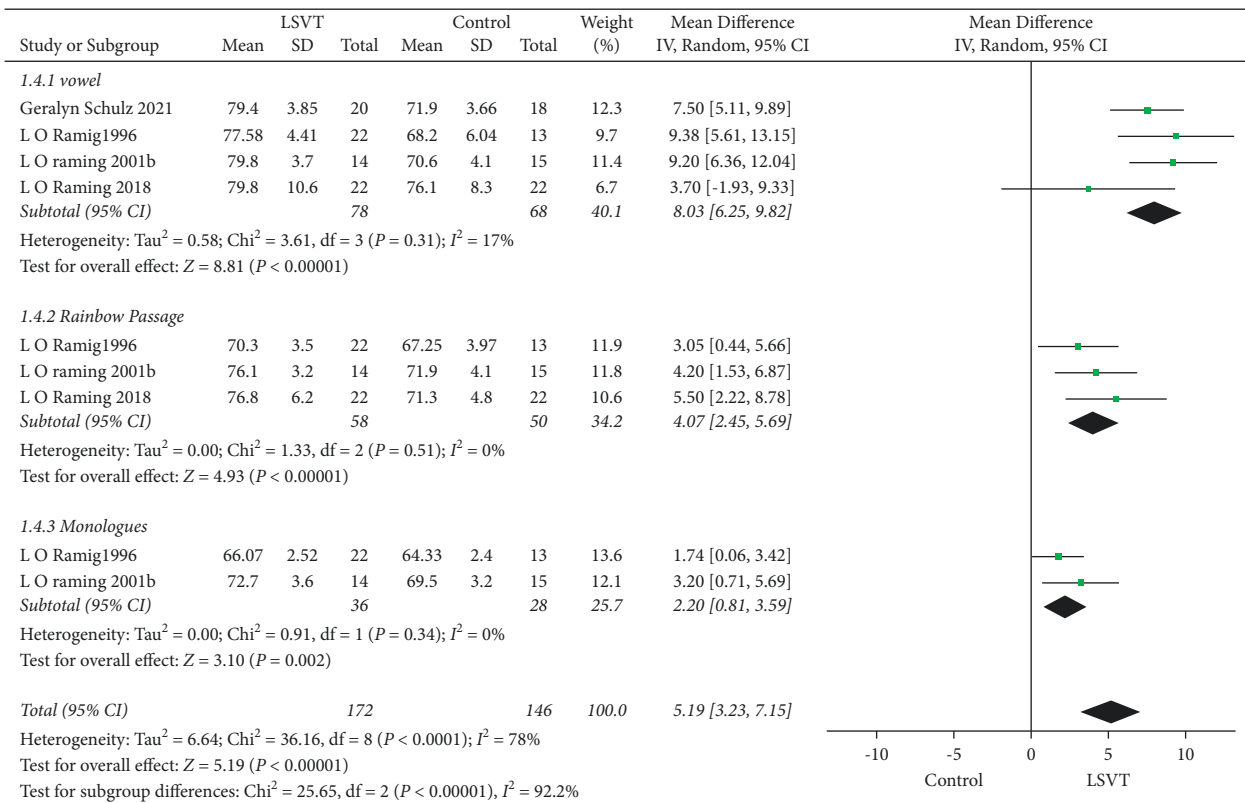 LSVT Control Weight Mean Difference Mean Difference
Study or Subgroup Mean SD Total Mean SD Total (%) IV, Random, 95% CI IV, Random, 95% CI
1.4.1 vowel
Geralyn Schulz 2021 79.4 3.85 20 71.9 3.66 18 12.3 7.50 [5.11, 9.89]
L O Ramig1996 77.58 4.41 22 68.2 6.04 13 9.7 9.38 [5.61, 13.15]
L O raming 2001b 79.8 3.7 14 70.6 4.1 15 11.4 9.20 [6.36, 12.04]
L O Raming 2018 79.8 10.6 22 76.1 8.3 22 6.7 3.70 [-1.93, 9.33]
Subtotal (95% CI) 78 68 40.1 8.03 [6.25, 9.82]
Heterogeneity: Tau² = 0.58; Chi² = 3.61, df = 3 (P = 0.31); I² = 17%
Test for overall effect: Z = 8.81 (P < 0.00001)
1.4.2 Rainbow Passage
L O Ramig1996 70.3 3.5 22 67.25 3.97 13 11.9 3.05 [0.44, 5.66]
L O raming 2001b 76.1 3.2 14 71.9 4.1 15 11.8 4.20 [1.53, 6.87]
L O Raming 2018 76.8 6.2 22 71.3 4.8 22 10.6 5.50 [2.22, 8.78]
Subtotal (95% CI) 58 50 34.2 4.07 [2.45, 5.69]
Heterogeneity: Tau² = 0.00; Chi² = 1.33, df = 2 (P = 0.51); I² = 0%
Test for overall effect: Z = 4.93 (P < 0.00001)
1.4.3 Monologues
L O Ramig1996 66.07 2.52 22 64.33 2.4 13 13.6 1.74 [0.06, 3.42]
L O raming 2001b 72.7 3.6 14 69.5 3.2 15 12.1 3.20 [0.71, 5.69]
Subtotal (95% CI) 36 28 25.7 2.20 [0.81, 3.59]
Heterogeneity: Tau² = 0.00; Chi² = 0.91, df = 1 (P = 0.34); I² = 0%
Test for overall effect: Z = 3.10 (P = 0.002)
Total (95% CI) 172 146 100.0 5.19 [3.23, 7.15]
Heterogeneity: Tau² = 6.64; Chi² = 36.16, df = 8 (P < 0.0001); I² = 78%
Test for overall effect: Z = 5.19 (P < 0.00001)
Test for subgroup differences: Chi² = 25.65, df = 2 (P < 0.00001), I² = 92.2%
-10 -5 0 5 10
Control LSVT